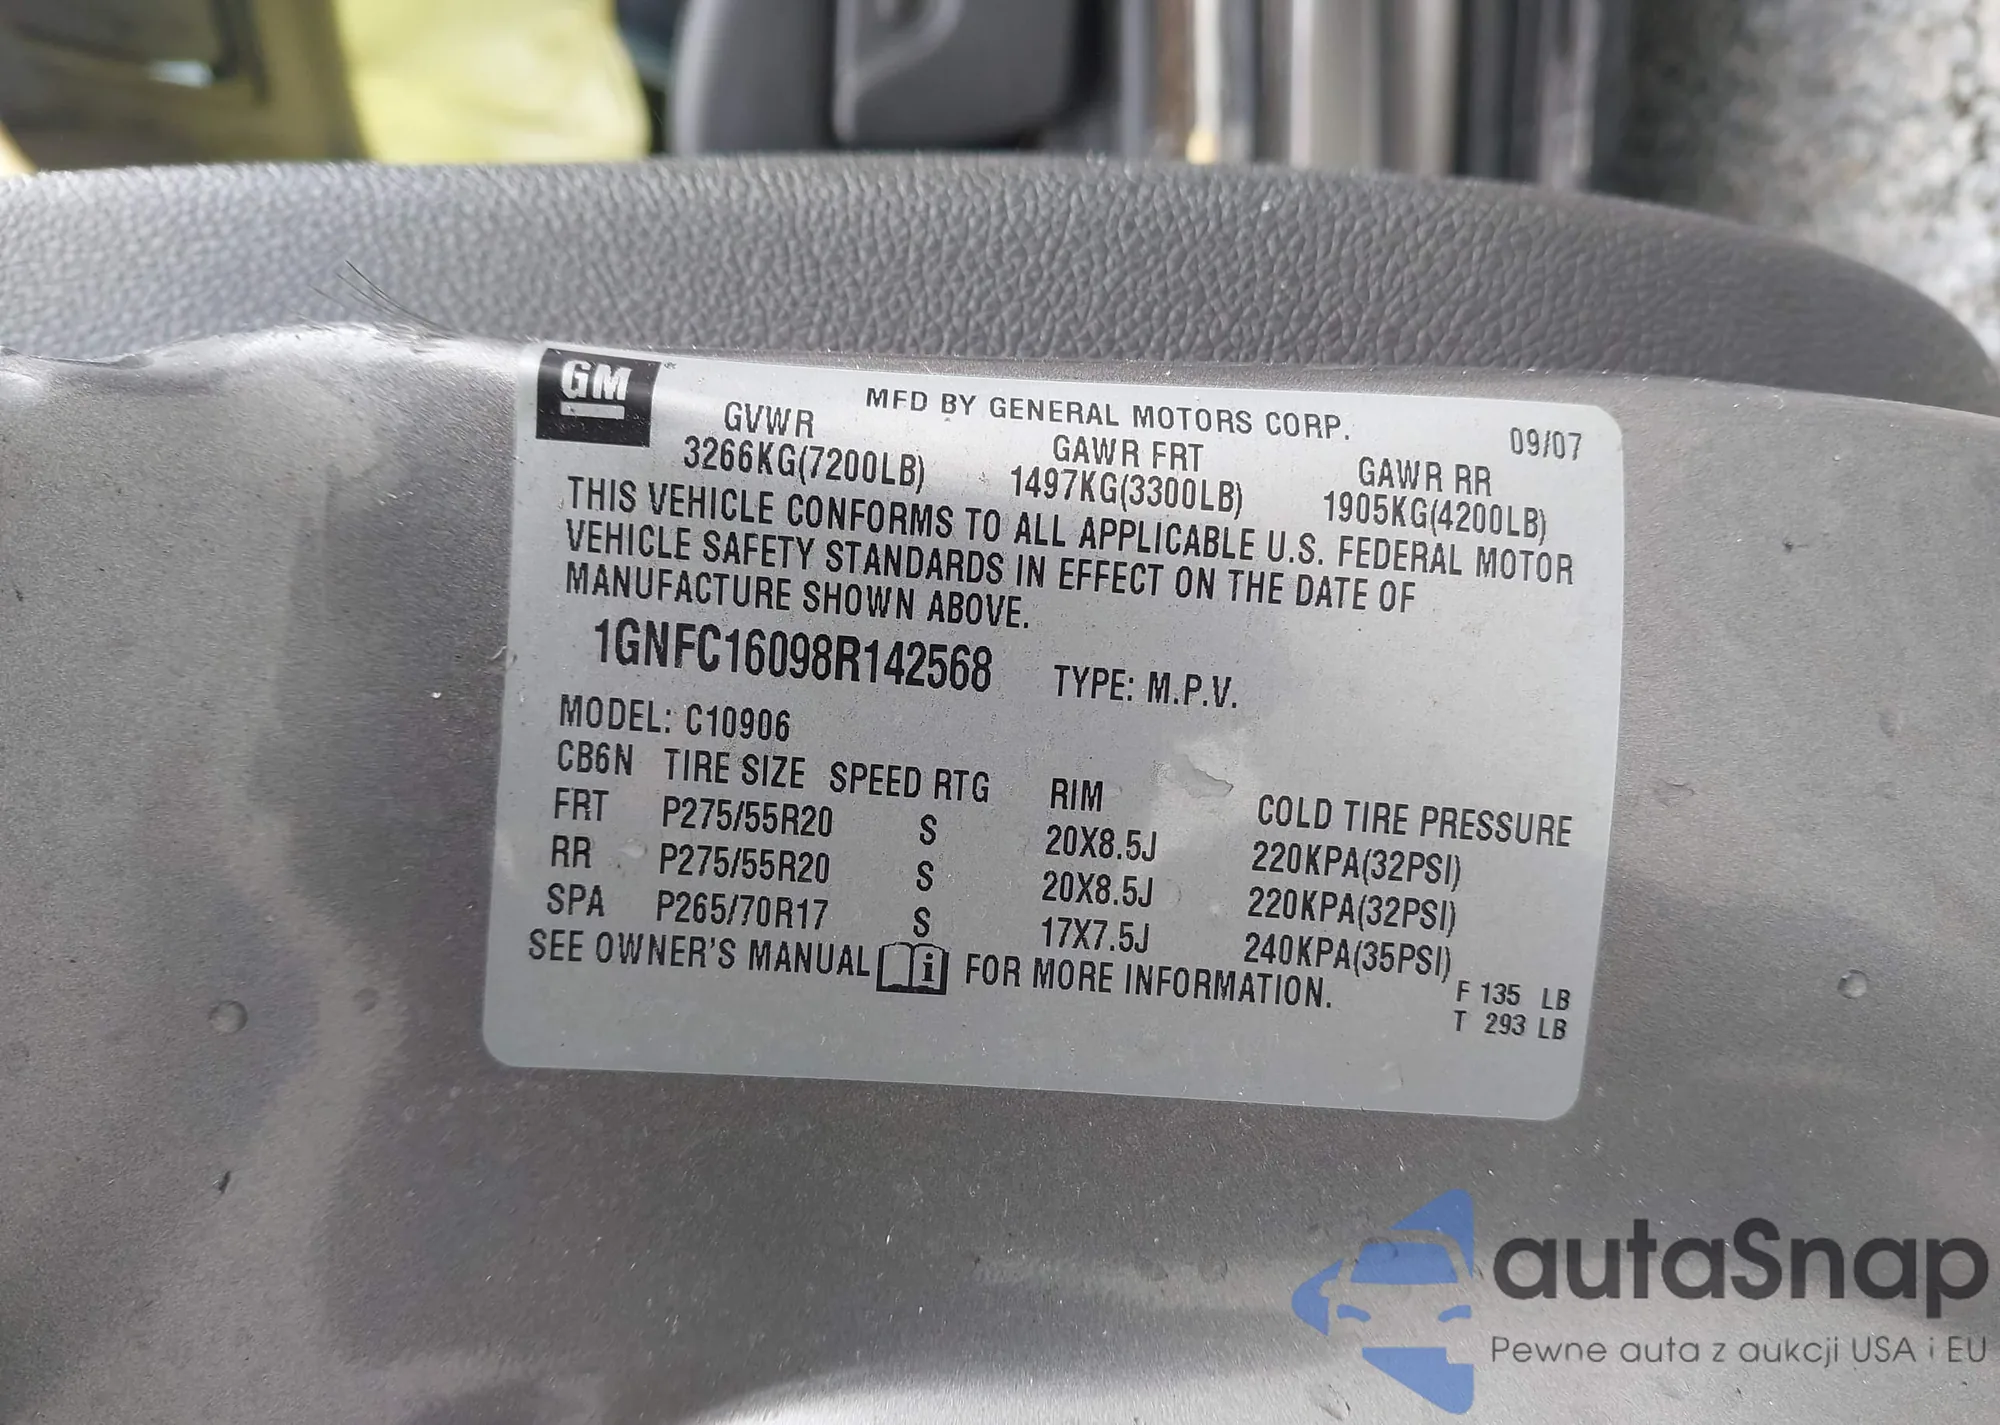 GM
MFD BY GENERAL MOTORS CORP. 09/07
GVWR GAWR FRT GAWR RR
3266KG(7200LB) 1497KG(3300LB) 1905KG(4200LB)
THIS VEHICLE CONFORMS TO ALL APPLICABLE U.S. FEDERAL MOTOR
VEHICLE SAFETY STANDARDS IN EFFECT ON THE DATE OF
MANUFACTURE SHOWN ABOVE.
1GNFC16098R142568 TYPE: M.P.V.
MODEL: C10906
CB6N TIRE SIZE SPEED RTG RIM COLD TIRE PRESSURE
FRT P275/55R20 S 20X8.5J 220KPA(32PSI)
RR P275/55R20 S 20X8.5J 220KPA(32PSI)
SPA P265/70R17 S 17X7.5J 240KPA(35PSI)
SEE OWNER'S MANUAL i FOR MORE INFORMATION.
F 135 LB
T 293 LB
autaSnap
Pewne auta z aukcji USA i EU